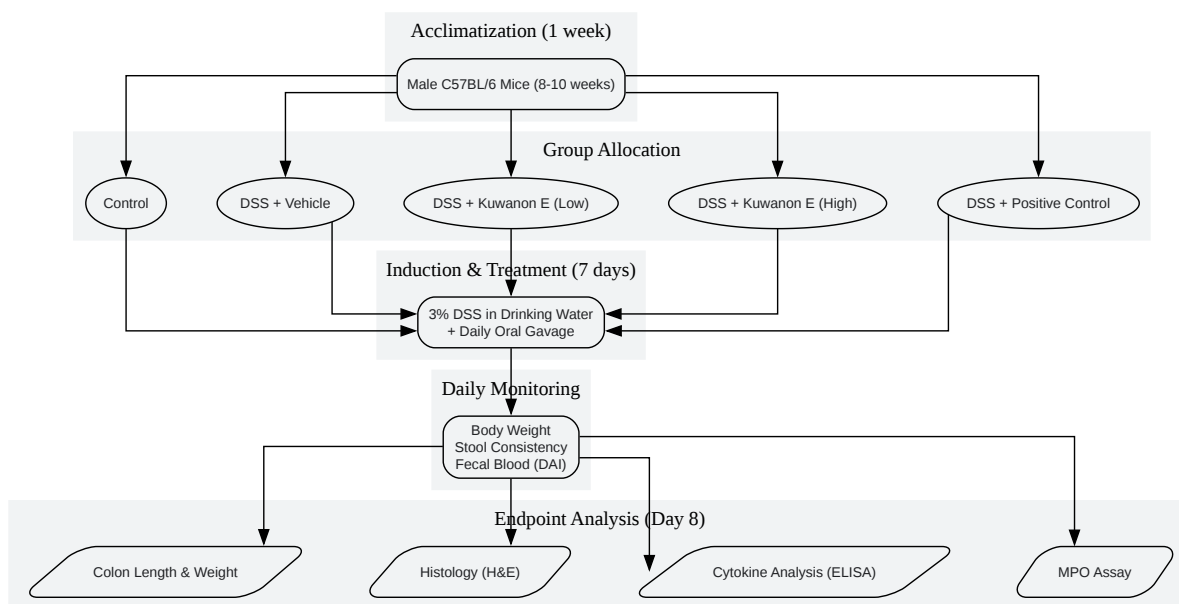 Acclimatization (1 week)
Male C57BL/6 Mice (8-10 weeks)
Group Allocation
Control
DSS + Vehicle
DSS + Kuwanon E (Low)
DSS + Kuwanon E (High)
DSS + Positive Control
Induction & Treatment (7 days)
3% DSS in Drinking Water
+ Daily Oral Gavage
Daily Monitoring
Body Weight
Stool Consistency
Fecal Blood (DAI)
Endpoint Analysis (Day 8)
Colon Length & Weight
Histology (H&E)
Cytokine Analysis (ELISA)
MPO Assay